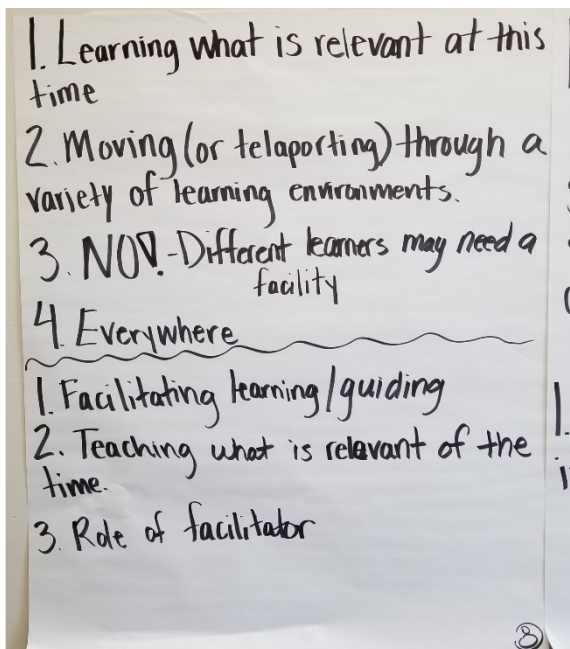 1. Learning what is relevant at this
time
2. Moving (or telaporting) through a
variety of learning environments.
3. NO!-Different learners may need a
facility
4. Everywhere
1. Facilitating learning/guiding
2. Teaching what is relevant of the
time.
3. Role of facilitator
8